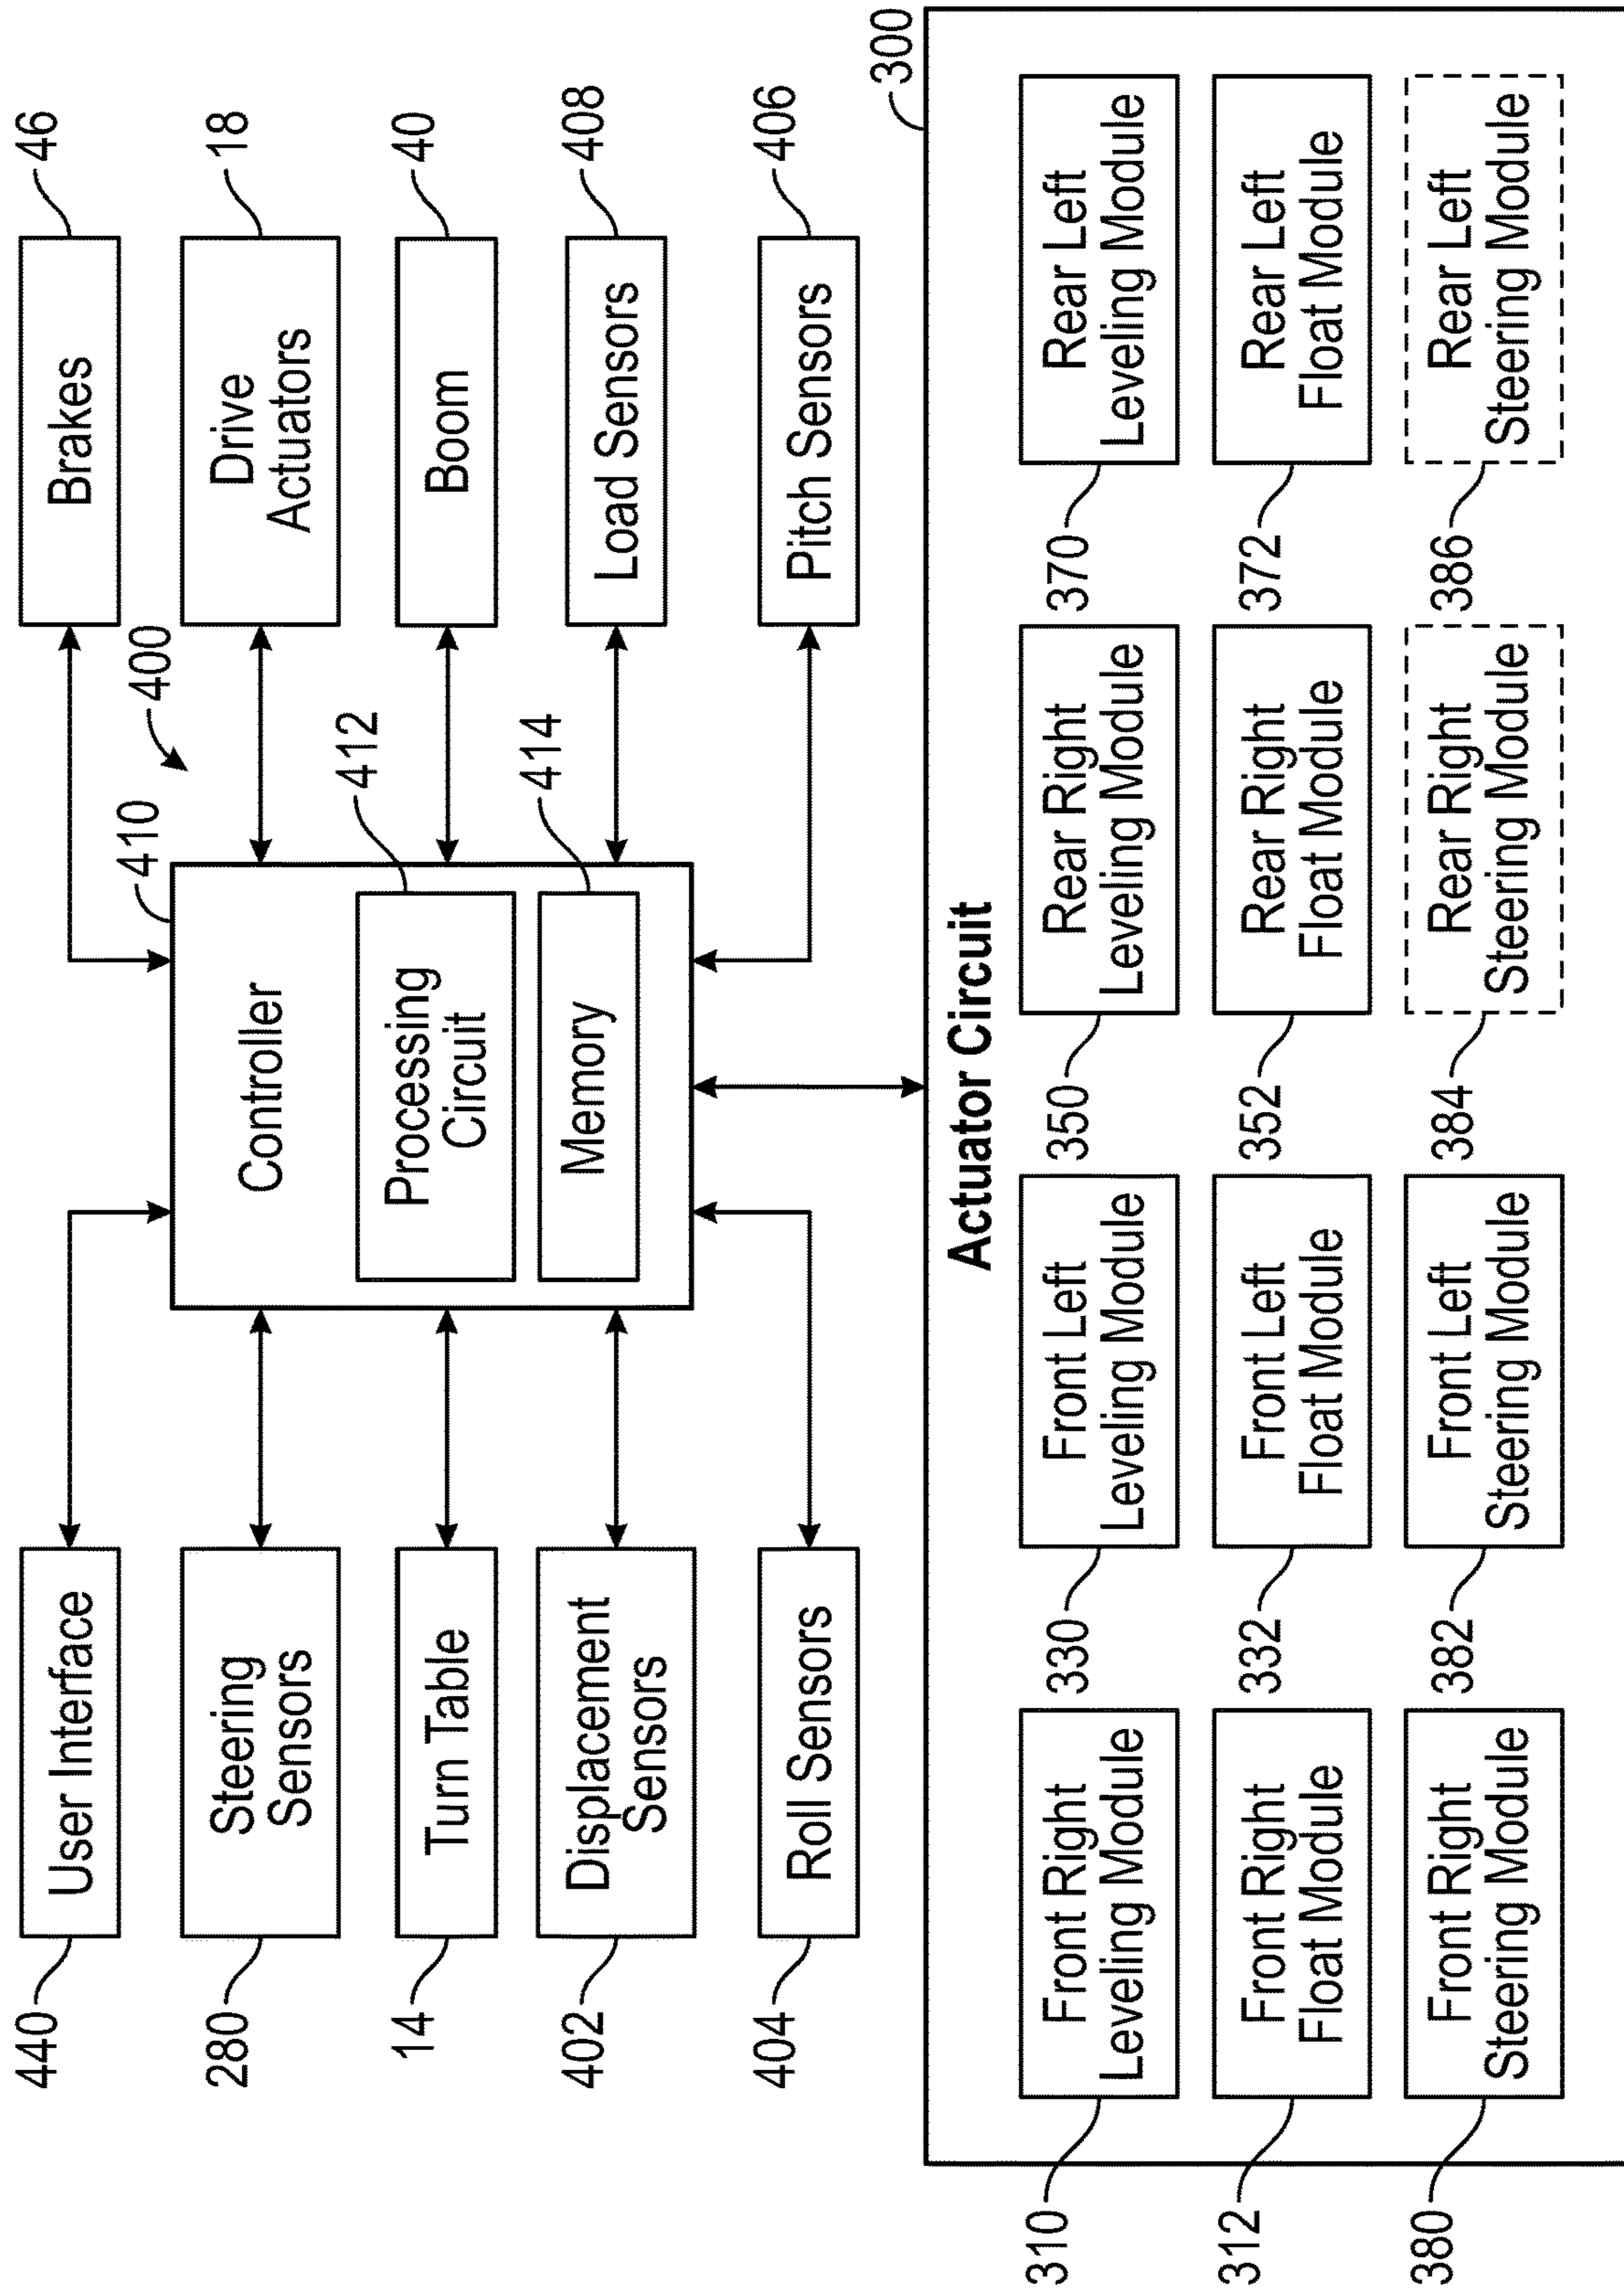 400
440
User Interface
280
Steering
Sensors
14
Turn Table
402
Displacement
Sensors
404
Roll Sensors
410
Controller
Processing
Circuit
412
Memory
414
Brakes
46
Drive
Actuators
18
Boom
40
Load Sensors
408
Pitch Sensors
406
300
Actuator Circuit
310
Front Right
Leveling Module
330
Front Left
Leveling Module
350
Rear Right
Leveling Module
370
Rear Left
Leveling Module
312
Front Right
Float Module
332
Front Left
Float Module
352
Rear Right
Float Module
372
Rear Left
Float Module
380
Front Right
Steering Module
382
Front Left
Steering Module
384
Rear Right
Steering Module
386
Rear Left
Steering Module